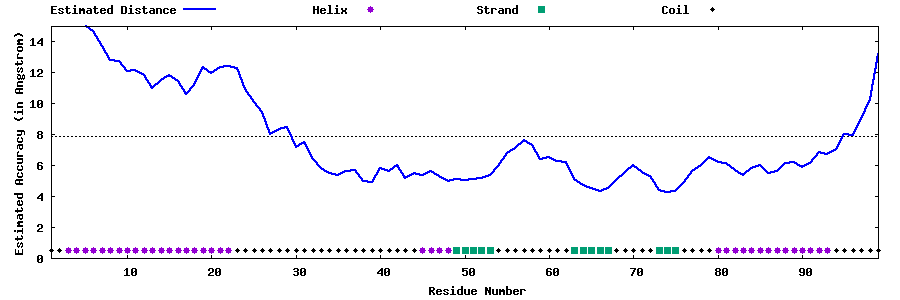 Estimated Distance Helix Strand Coil
Estimated Accuracy (in Angstrom)
14
12
10
8
6
4
2
0
10 20 30 40 50 60 70 80 90
Residue Number